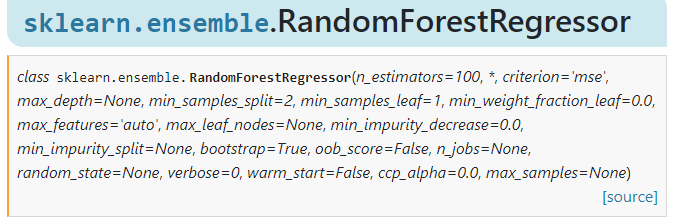 sklearn.ensemble.RandomForestRegressor
class sklearn.ensemble.RandomForestRegressor(n_estimators=100, *, criterion='mse',
max_depth=None, min_samples_split=2, min_samples_leaf=1, min_weight_fraction_leaf=0.0,
max_features='auto', max_leaf_nodes=None, min_impurity_decrease=0.0,
min_impurity_split=None, bootstrap=True, oob_score=False, n_jobs=None,
random_state=None, verbose=0, warm_start=False, ccp_alpha=0.0, max_samples=None)
[source]